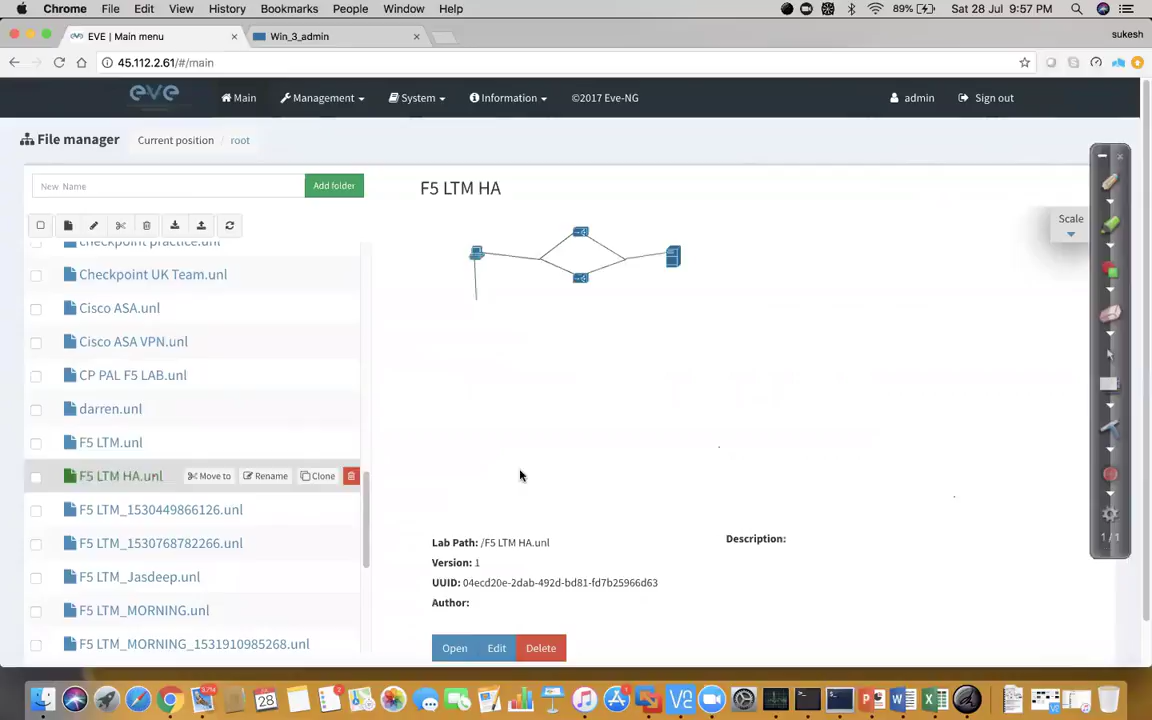 Chrome File Edit View History Bookmarks People Window Help 89% Sat 28 Jul 9:57 PM
EVE | Main menu Win_3_admin sukesh
45.112.2.61/#/main
eve Main Management System Information ©2017 Eve-NG admin Sign out
File manager Current position / root
New Name Add folder
F5 LTM HA
Scale
checkpoint practice.unl
Checkpoint UK Team.unl
Cisco ASA.unl
Cisco ASA VPN.unl
CP PAL F5 LAB.unl
darren.unl
F5 LTM.unl
F5 LTM HA.unl Move to Rename Clone
F5 LTM_1530449866126.unl
F5 LTM_1530768782266.unl
F5 LTM_Jasdeep.unl
F5 LTM_MORNING.unl
F5 LTM_MORNING_1531910985268.unl
Lab Path: /F5 LTM HA.unl
Description:
Version: 1
UUID: 04ecd20e-2dab-492d-bd81-fd7b25966d63
Author:
Open Edit Delete
1/1